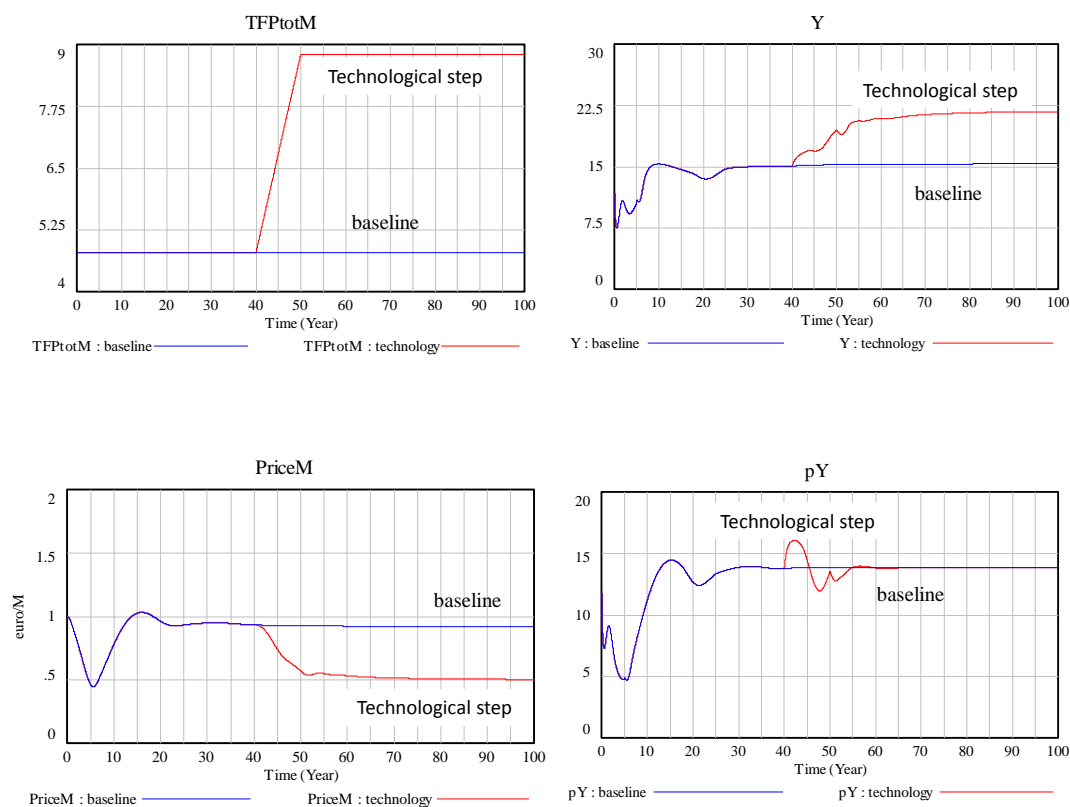 TFPtotM
9
7.75
6.5
5.25
4
Technological step
baseline
0 10 20 30 40 50 60 70 80 90 100
Time (Year)
TFPtotM : baseline TFPtotM : technology
Y
30
22.5
15
7.5
0
Technological step
baseline
0 10 20 30 40 50 60 70 80 90 100
Time (Year)
Y : baseline Y : technology
PriceM
2
1.5
1
.5
0
euro/M
baseline
Technological step
0 10 20 30 40 50 60 70 80 90 100
Time (Year)
PriceM : baseline PriceM : technology
pY
20
15
10
5
0
Technological step
baseline
0 10 20 30 40 50 60 70 80 90 100
Time (Year)
pY : baseline pY : technology